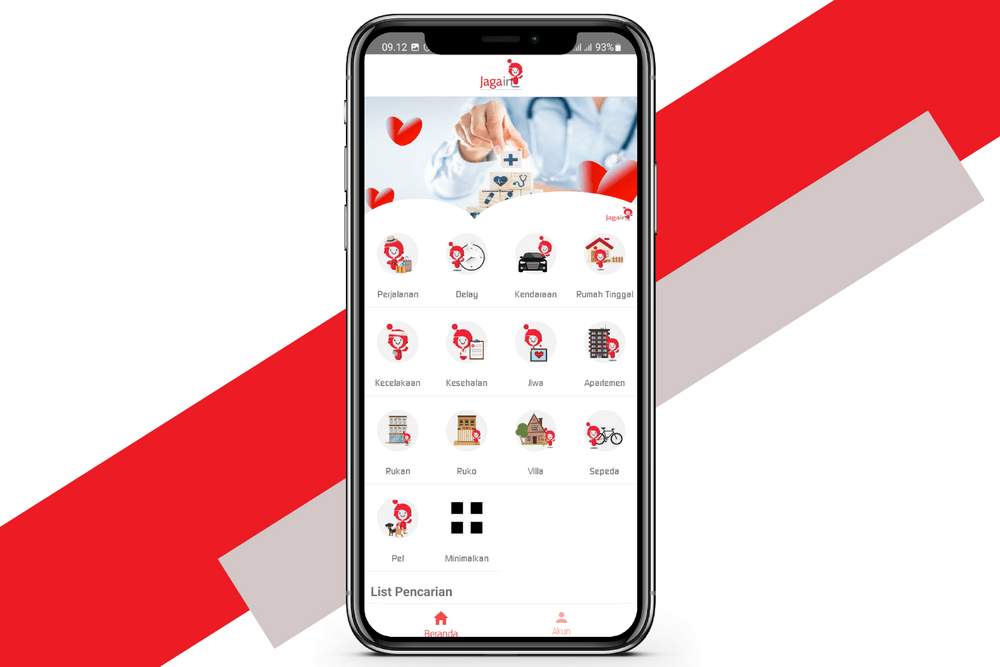 09.12
93%
Jagain
Jagain
Perjalanan
Delay
Kendaraan
Rumah Tinggal
Kecelakaan
Kesehatan
Jiwa
Apartemen
Rukan
Ruko
Villa
Sepeda
Pet
Minimalkan
List Pencarian
Beranda
Akun